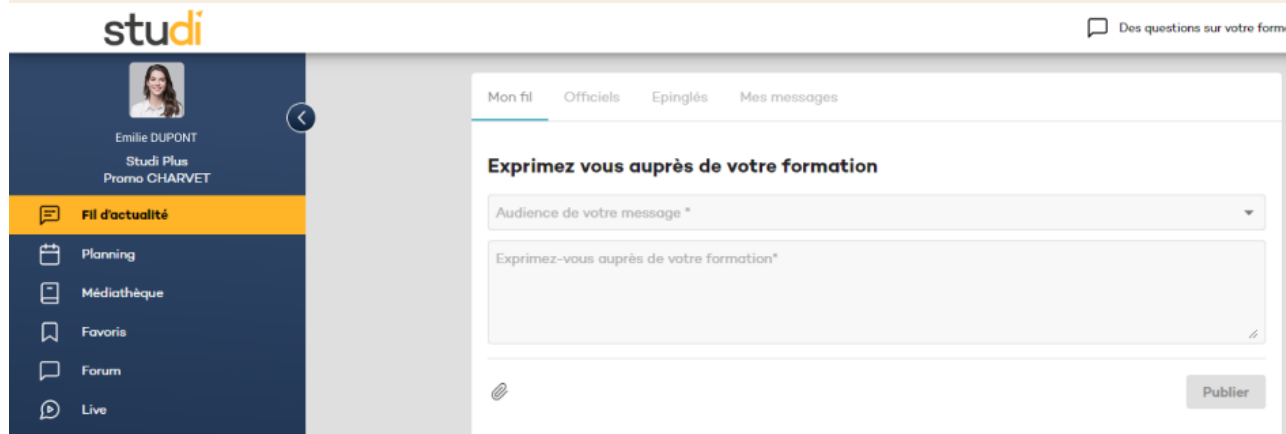 studi
Des questions sur votre
Emilie DUPONT
Studi Plus
Promo CHARVET
Fil d'actualité
Planning
Médiathèque
Favoris
Forum
Live
Mon fil Officiels Epinglés Mes messages
Exprimez vous auprès de votre formation
Audience de votre message *
Exprimez-vous auprès de votre formation*
Publier